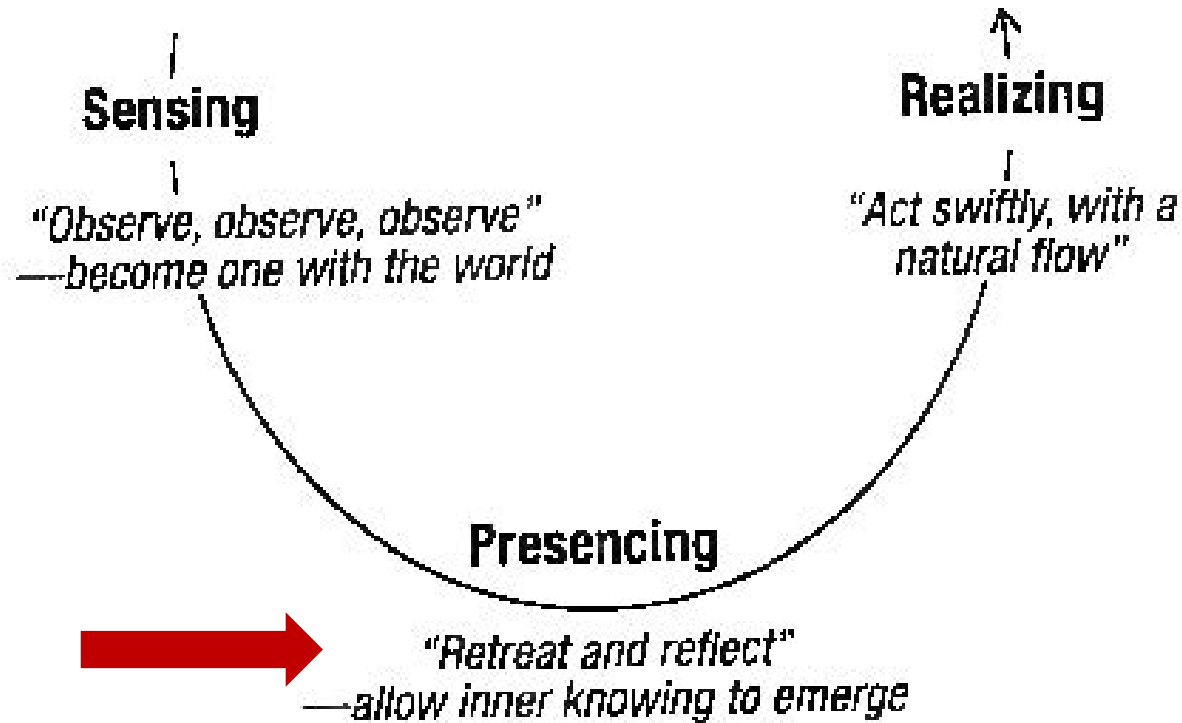 Sensing
"Observe, observe, observe"
—become one with the world
Realizing
"Act swiftly, with a
natural flow"
Presencing
"Retreat and reflect"
—allow inner knowing to emerge